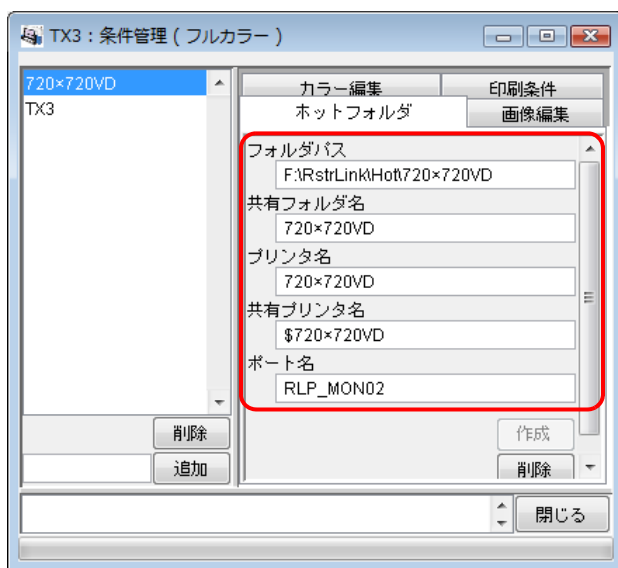 TX3：条件管理 ( フルカラー )
720×720VD
TX3
削除
追加
カラー編集
印刷条件
ホットフォルダ
画像編集
フォルダパス
F:\RstrLink\Hot\720×720VD
共有フォルダ名
720×720VD
プリンタ名
720×720VD
共有プリンタ名
$720×720VD
ポート名
RLP_MON02
作成
削除
閉じる